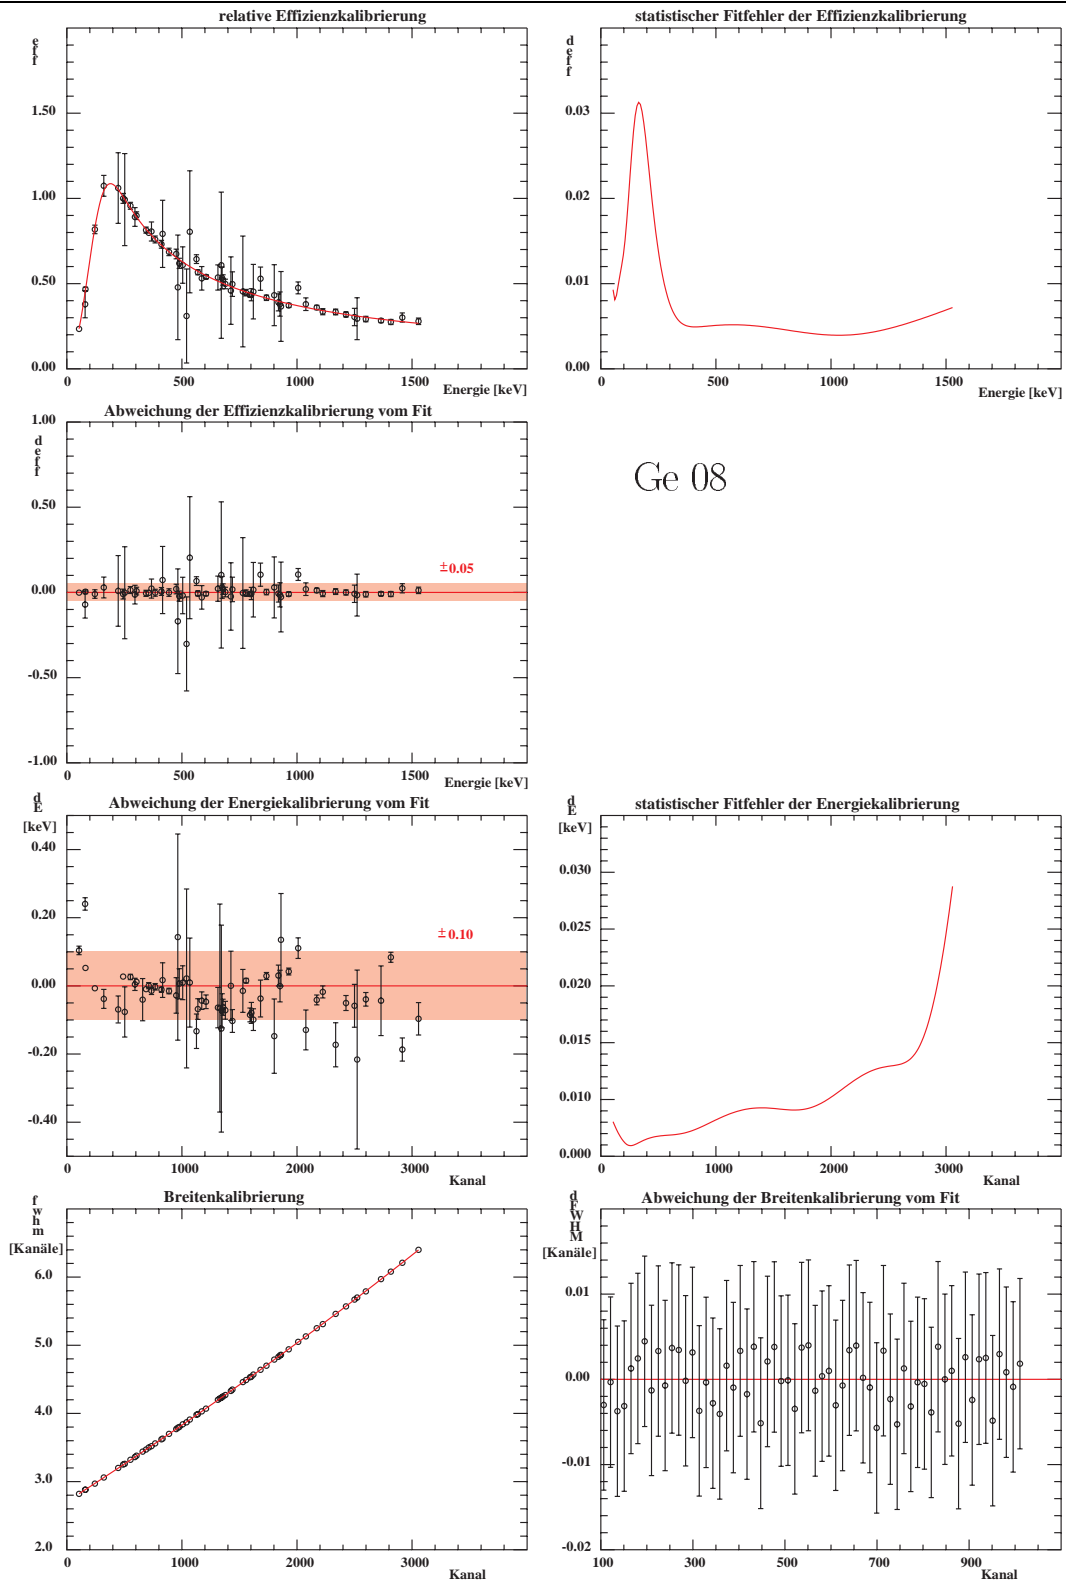 relative Effizienzkalibrierung
eff
1.50
1.00
0.50
0.00
0 500 1000 1500
Energie [keV]
statistischer Fitfehler der Effizienzkalibrierung
deff
0.03
0.02
0.01
0.00
0 500 1000 1500
Energie [keV]
Abweichung der Effizienzkalibrierung vom Fit
deff
1.00
0.50
0.00
-0.50
-1.00
±0.05
0 500 1000 1500
Energie [keV]
Ge 08
Abweichung der Energiekalibrierung vom Fit
dE
[keV]
0.40
0.20
0.00
-0.20
-0.40
±0.10
0 1000 2000 3000
Kanal
statistischer Fitfehler der Energiekalibrierung
dE
[keV]
0.030
0.025
0.020
0.015
0.010
0.005
0.000
0 1000 2000 3000
Kanal
Breitenkalibrierung
fwhm
[Kanäle]
6.0
5.0
4.0
3.0
2.0
0 1000 2000 3000
Kanal
Abweichung der Breitenkalibrierung vom Fit
dFWHM
[Kanäle]
0.01
0.00
-0.01
-0.02
100 300 500 700 900
Kanal